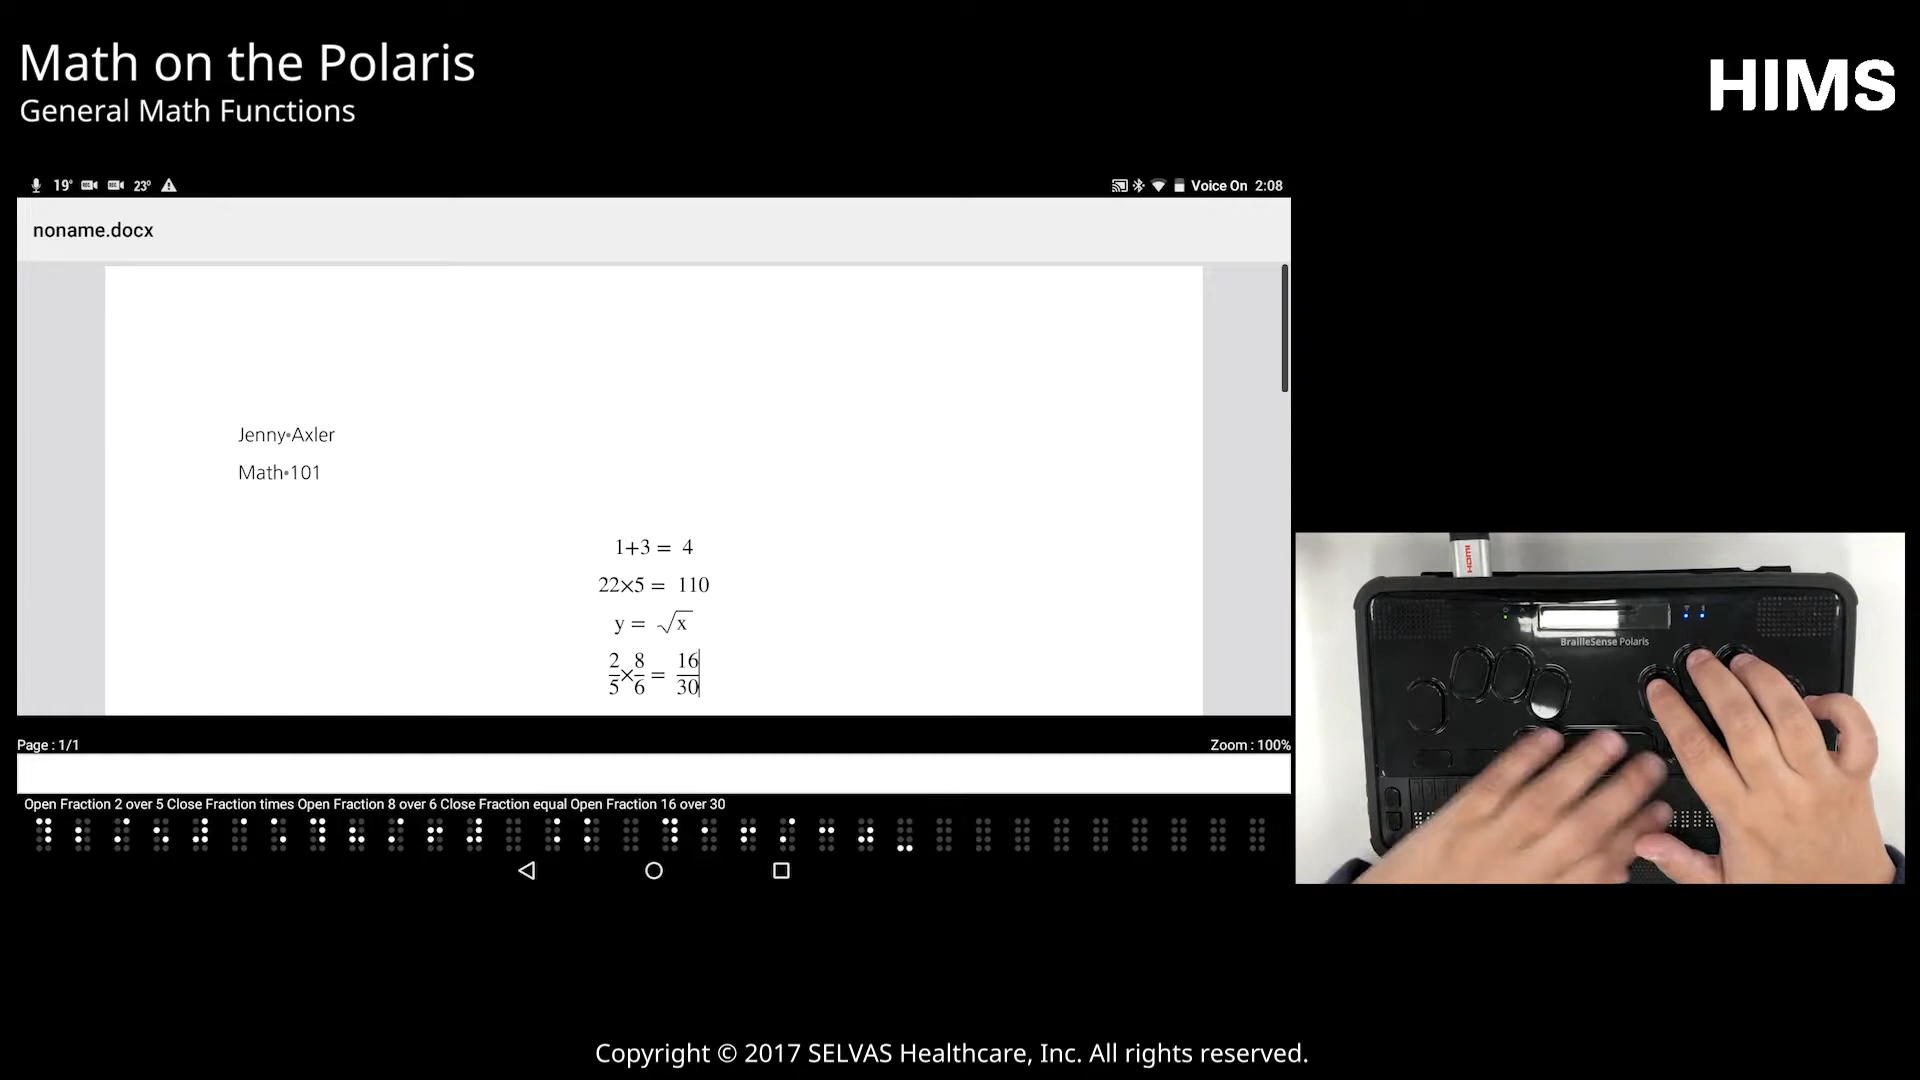 Math on the Polaris
General Math Functions
HIMS
19° 23° Voice On 2:08
noname.docx
Jenny•Axler
Math•101
1+3 = 4
22×5 = 110
y = √x
2/5×8/6 = 16/30
Page : 1/1 Zoom : 100%
Open Fraction 2 over 5 Close Fraction times Open Fraction 8 over 6 Close Fraction equal Open Fraction 16 over 30
HDMI
BrailleSense Polaris
Copyright © 2017 SELVAS Healthcare, Inc. All rights reserved.